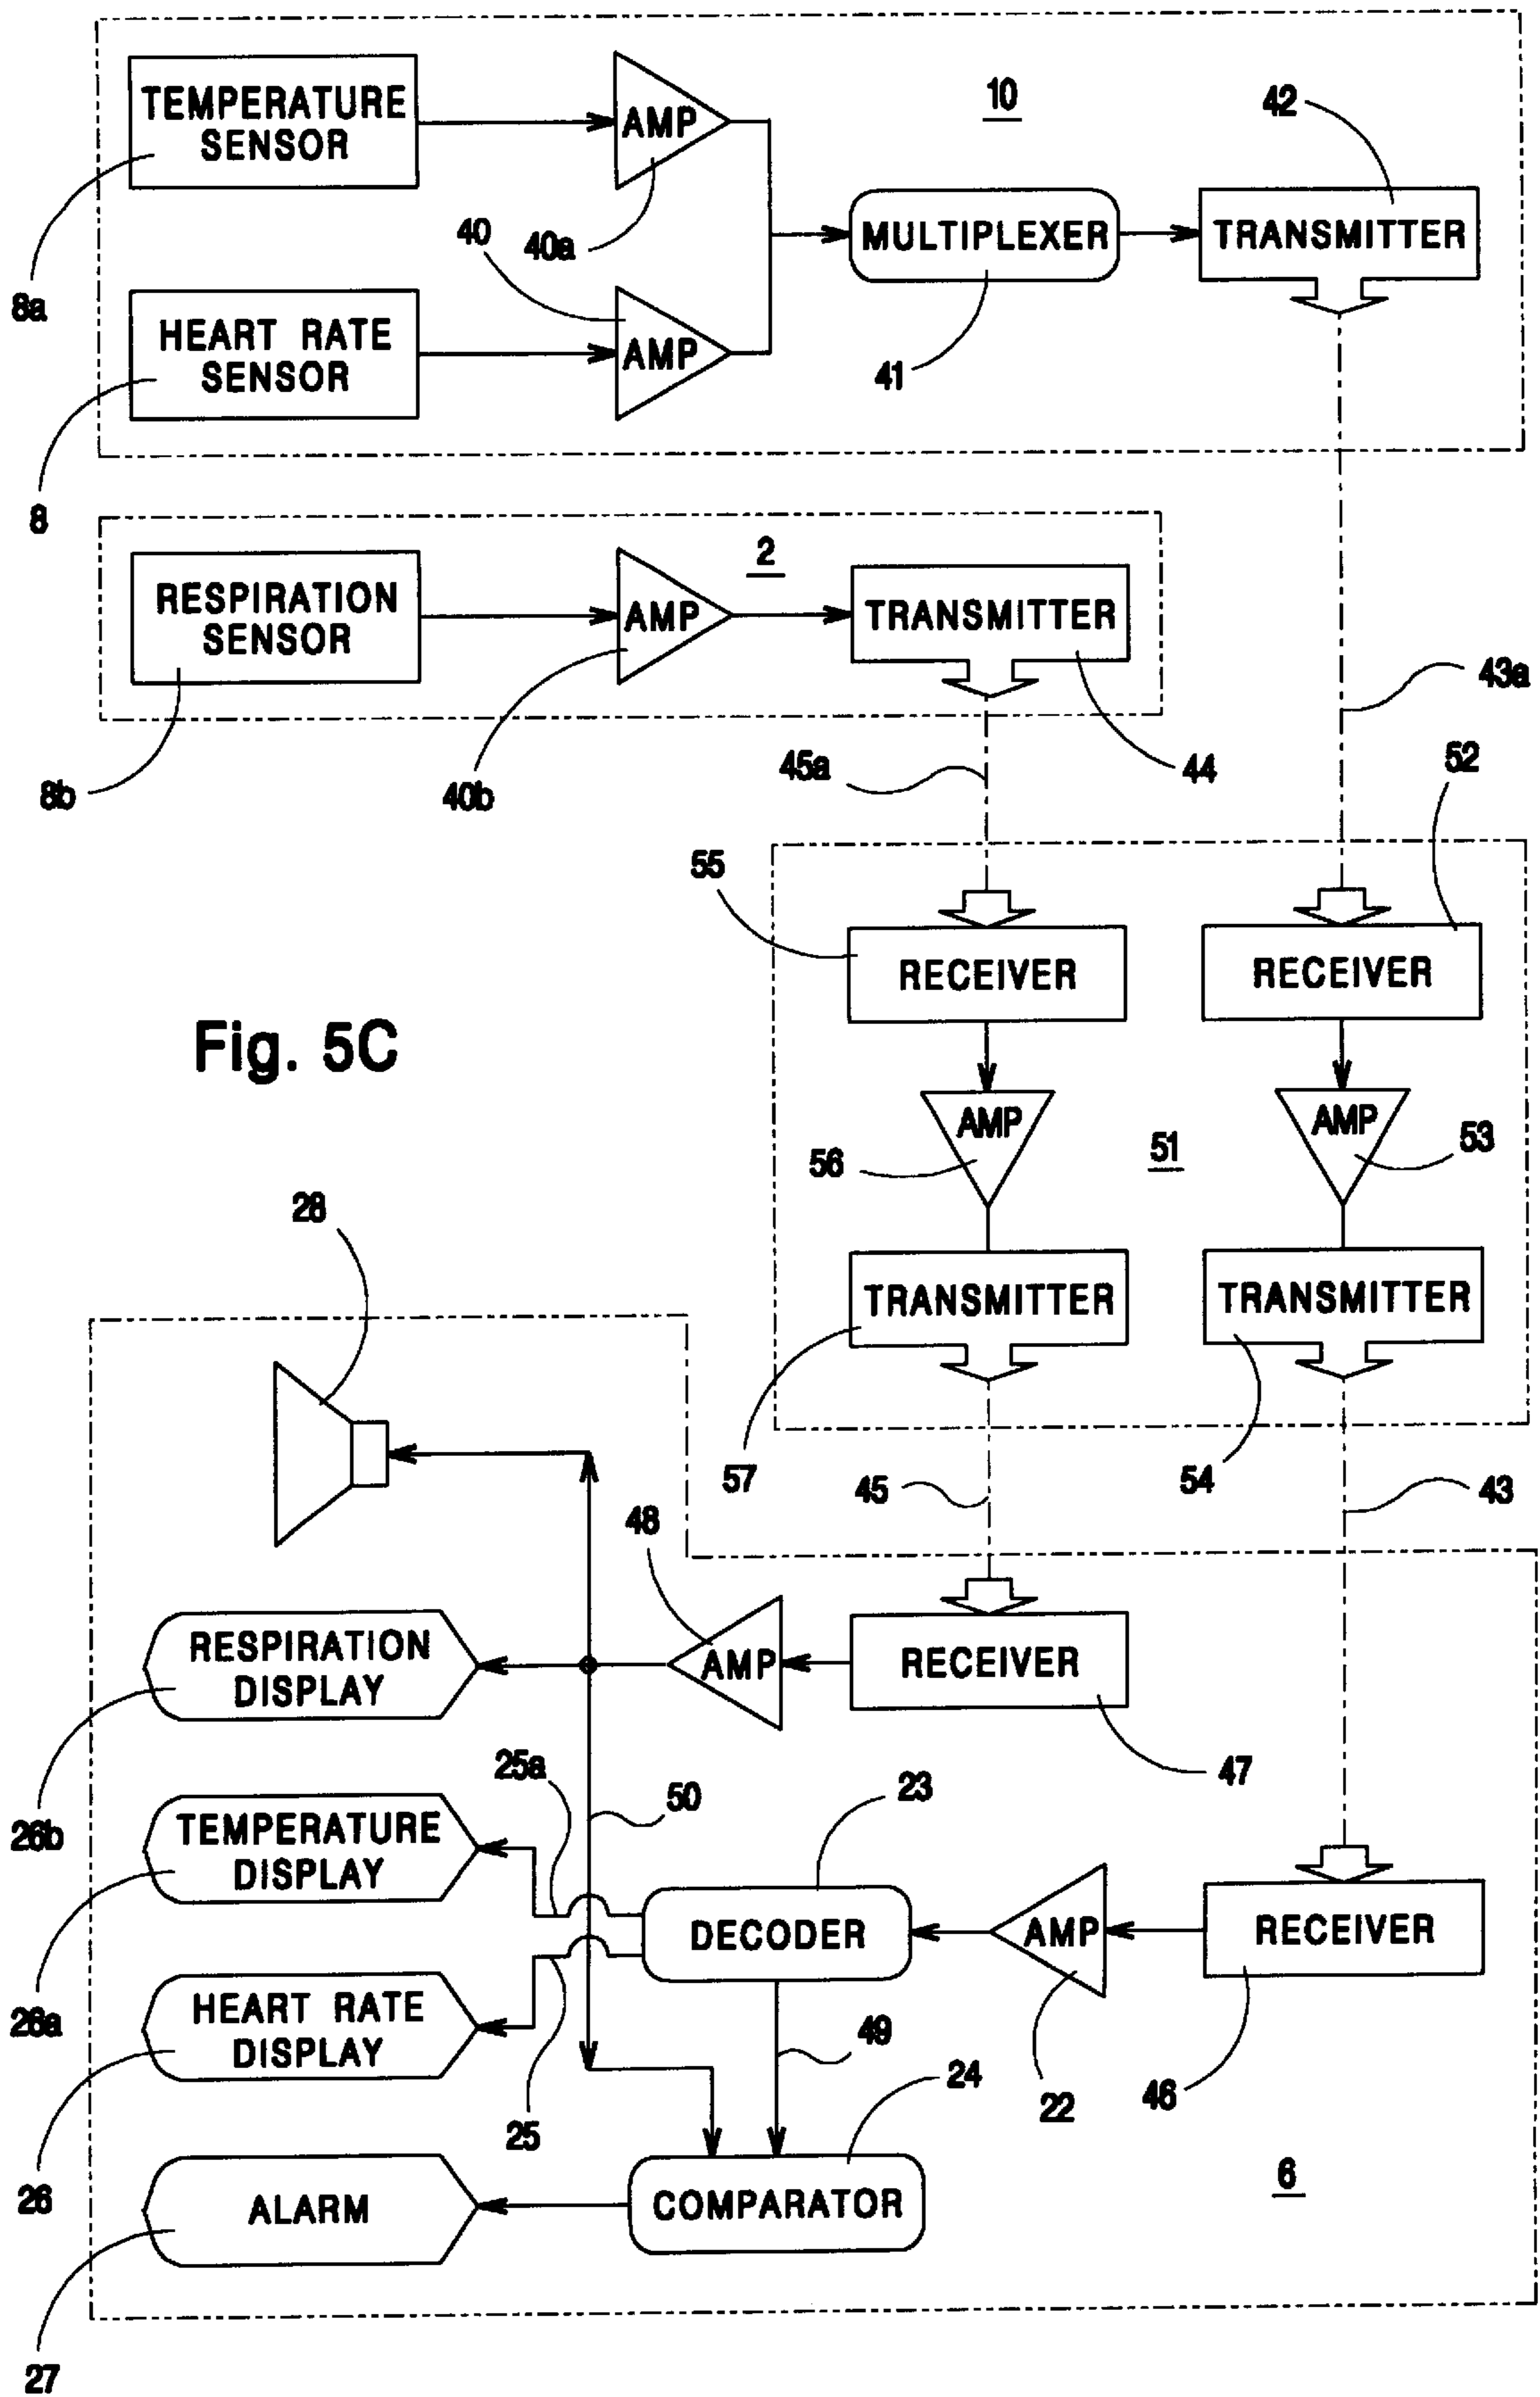 TEMPERATURE
SENSOR
AMP
10
42
40
40a
MULTIPLEXER
TRANSMITTER
8a
HEART RATE
SENSOR
AMP
41
8
2
RESPIRATION
SENSOR
AMP
TRANSMITTER
43a
8b
40b
45a
44
52
55
RECEIVER
RECEIVER
Fig. 5C
AMP
AMP
56
51
53
28
TRANSMITTER
TRANSMITTER
57
45
54
43
48
RESPIRATION
DISPLAY
AMP
RECEIVER
26b
25a
50
23
47
TEMPERATURE
DISPLAY
DECODER
AMP
RECEIVER
26a
HEART RATE
DISPLAY
49
24
22
46
25
26
ALARM
COMPARATOR
6
27